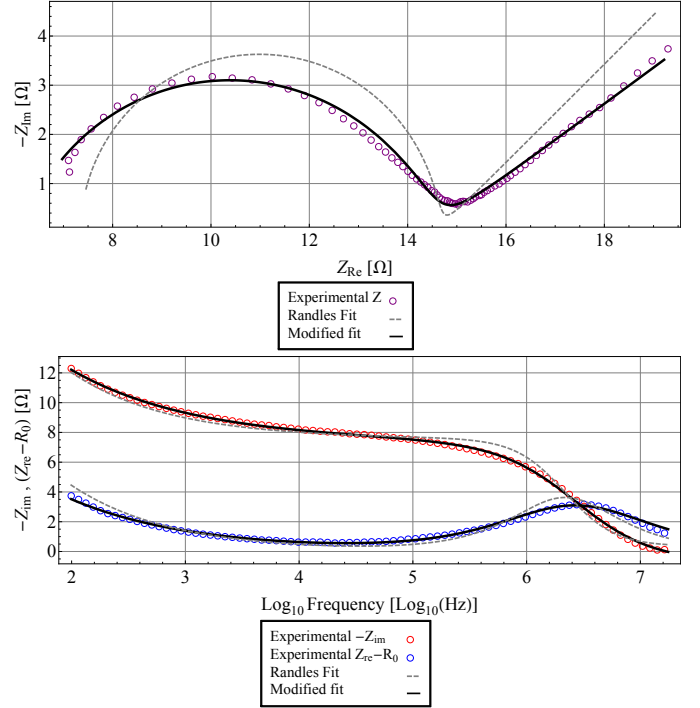 4
3
2
1
−Z_Im [Ω]
8 10 12 14 16 18
Z_Re [Ω]
Experimental Z
Randles Fit
Modified fit
12
10
8
6
4
2
0
−Z_im , (Z_re−R_0) [Ω]
2 3 4 5 6 7
Log_10 Frequency [Log_10(Hz)]
Experimental −Z_im
Experimental Z_re−R_0
Randles Fit
Modified fit